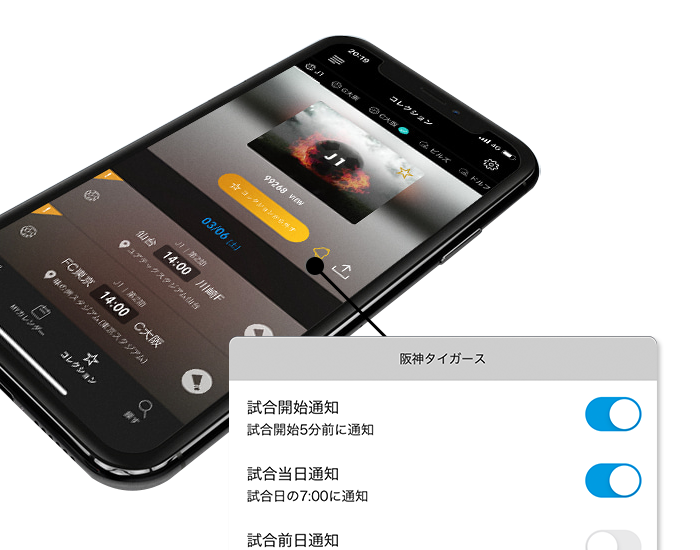 20:19
4G
コレクション
J1
G大阪
C大阪
ビルズ
ドルフ
J1
99268 VIEW
コレクションから外す
03/06 [土]
J1 | 第2節
仙台 14:00 川崎F
ユアテックスタジアム仙台
J1 | 第2節
FC東京 14:00 C大阪
味の素スタジアム(東京スタジアム)
MYカレンダー
コレクション
探す
阪神タイガース
試合開始通知
試合開始5分前に通知
試合当日通知
試合日の7:00に通知
試合前日通知